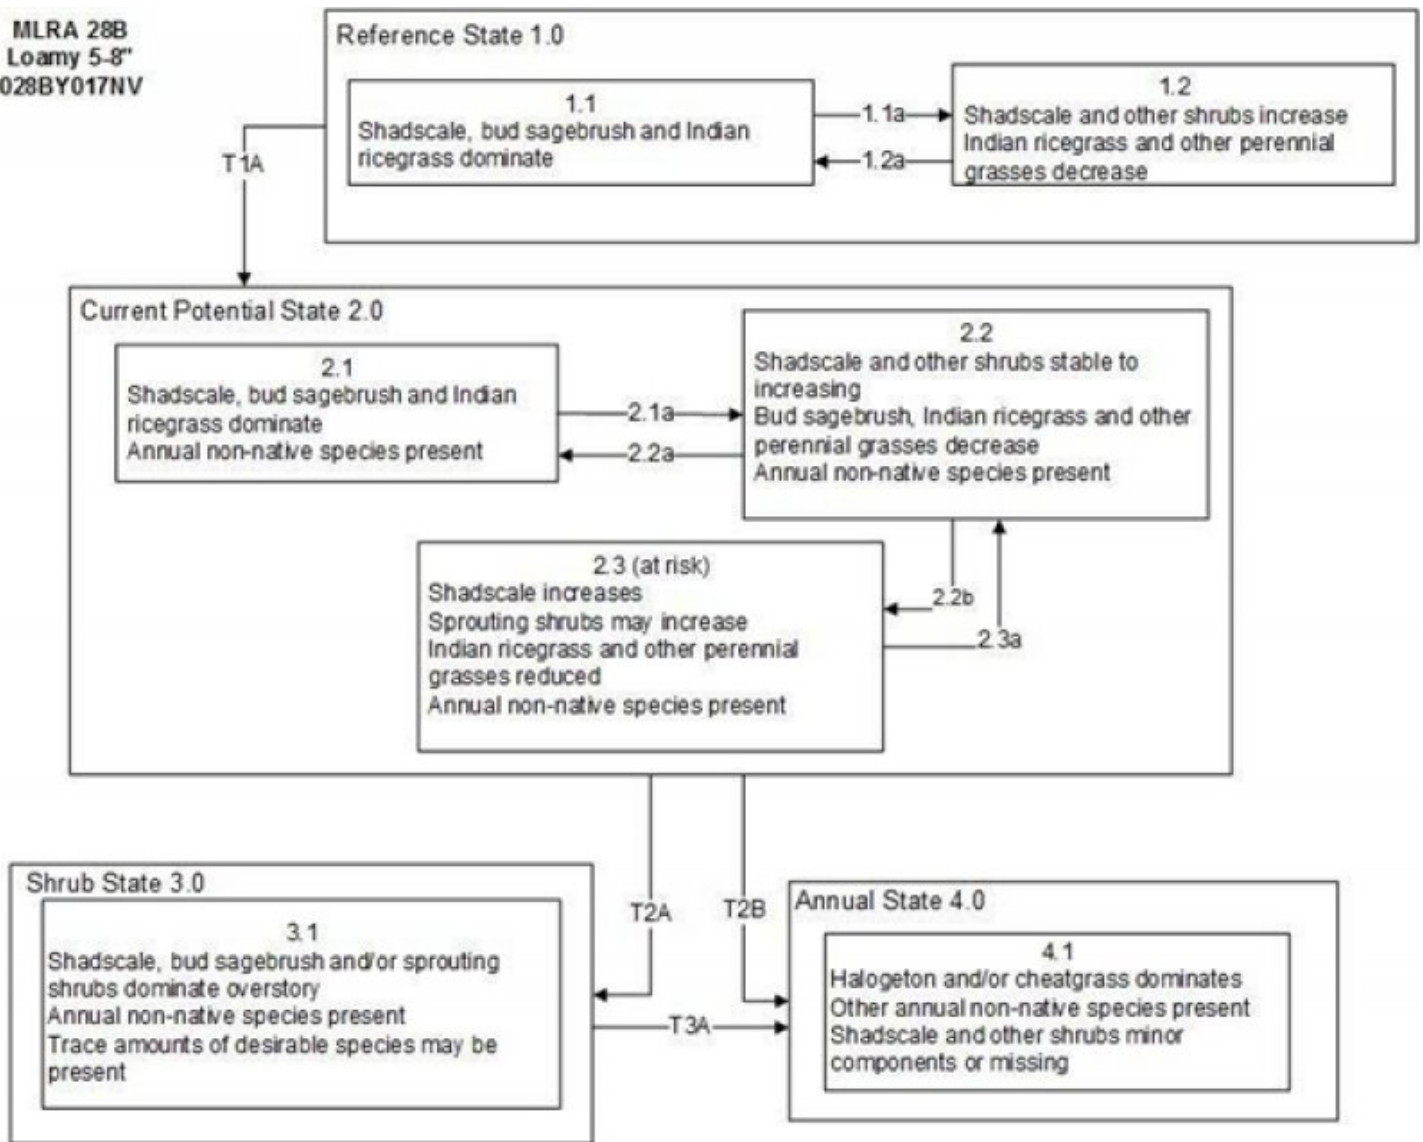 MLRA 28B
Loamy 5-8"
028BY017NV
Reference State 1.0
1.1
Shadscale, bud sagebrush and Indian
ricegrass dominate
1.1a
1.2a
1.2
Shadscale and other shrubs increase
Indian ricegrass and other perennial
grasses decrease
T1A
Current Potential State 2.0
2.1
Shadscale, bud sagebrush and Indian
ricegrass dominate
Annual non-native species present
2.1a
2.2a
2.2
Shadscale and other shrubs stable to
increasing
Bud sagebrush, Indian ricegrass and other
perennial grasses decrease
Annual non-native species present
2.3 (at risk)
Shadscale increases
Sprouting shrubs may increase
Indian ricegrass and other perennial
grasses reduced
Annual non-native species present
2.2b
2.3a
Shrub State 3.0
3.1
Shadscale, bud sagebrush and/or sprouting
shrubs dominate overstory
Annual non-native species present
Trace amounts of desirable species may be
present
T2A
T2B
T3A
Annual State 4.0
4.1
Halogeton and/or cheatgrass dominates
Other annual non-native species present
Shadscale and other shrubs minor
components or missing